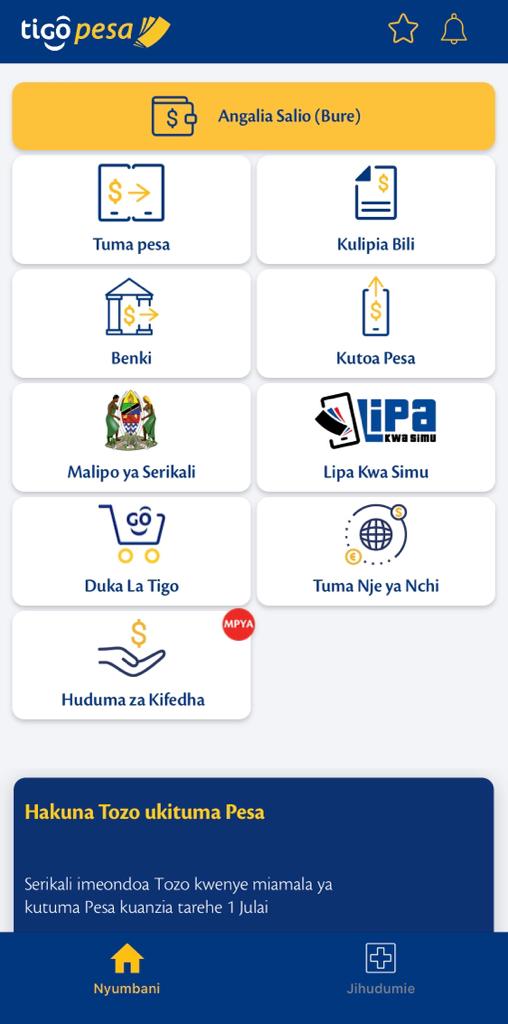 tigo pesa
Angalia Salio (Bure)
Tuma pesa
Kulipia Bili
Benki
Kutoa Pesa
Malipo ya Serikali
LiPA
KWA SIMU
Lipa Kwa Simu
GO
Duka La Tigo
Tuma Nje ya Nchi
MPYA
Huduma za Kifedha
Hakuna Tozo ukituma Pesa
Serikali imeondoa Tozo kwenye miamala ya
kutuma Pesa kuanzia tarehe 1 Julai
Nyumbani
Jihudumie